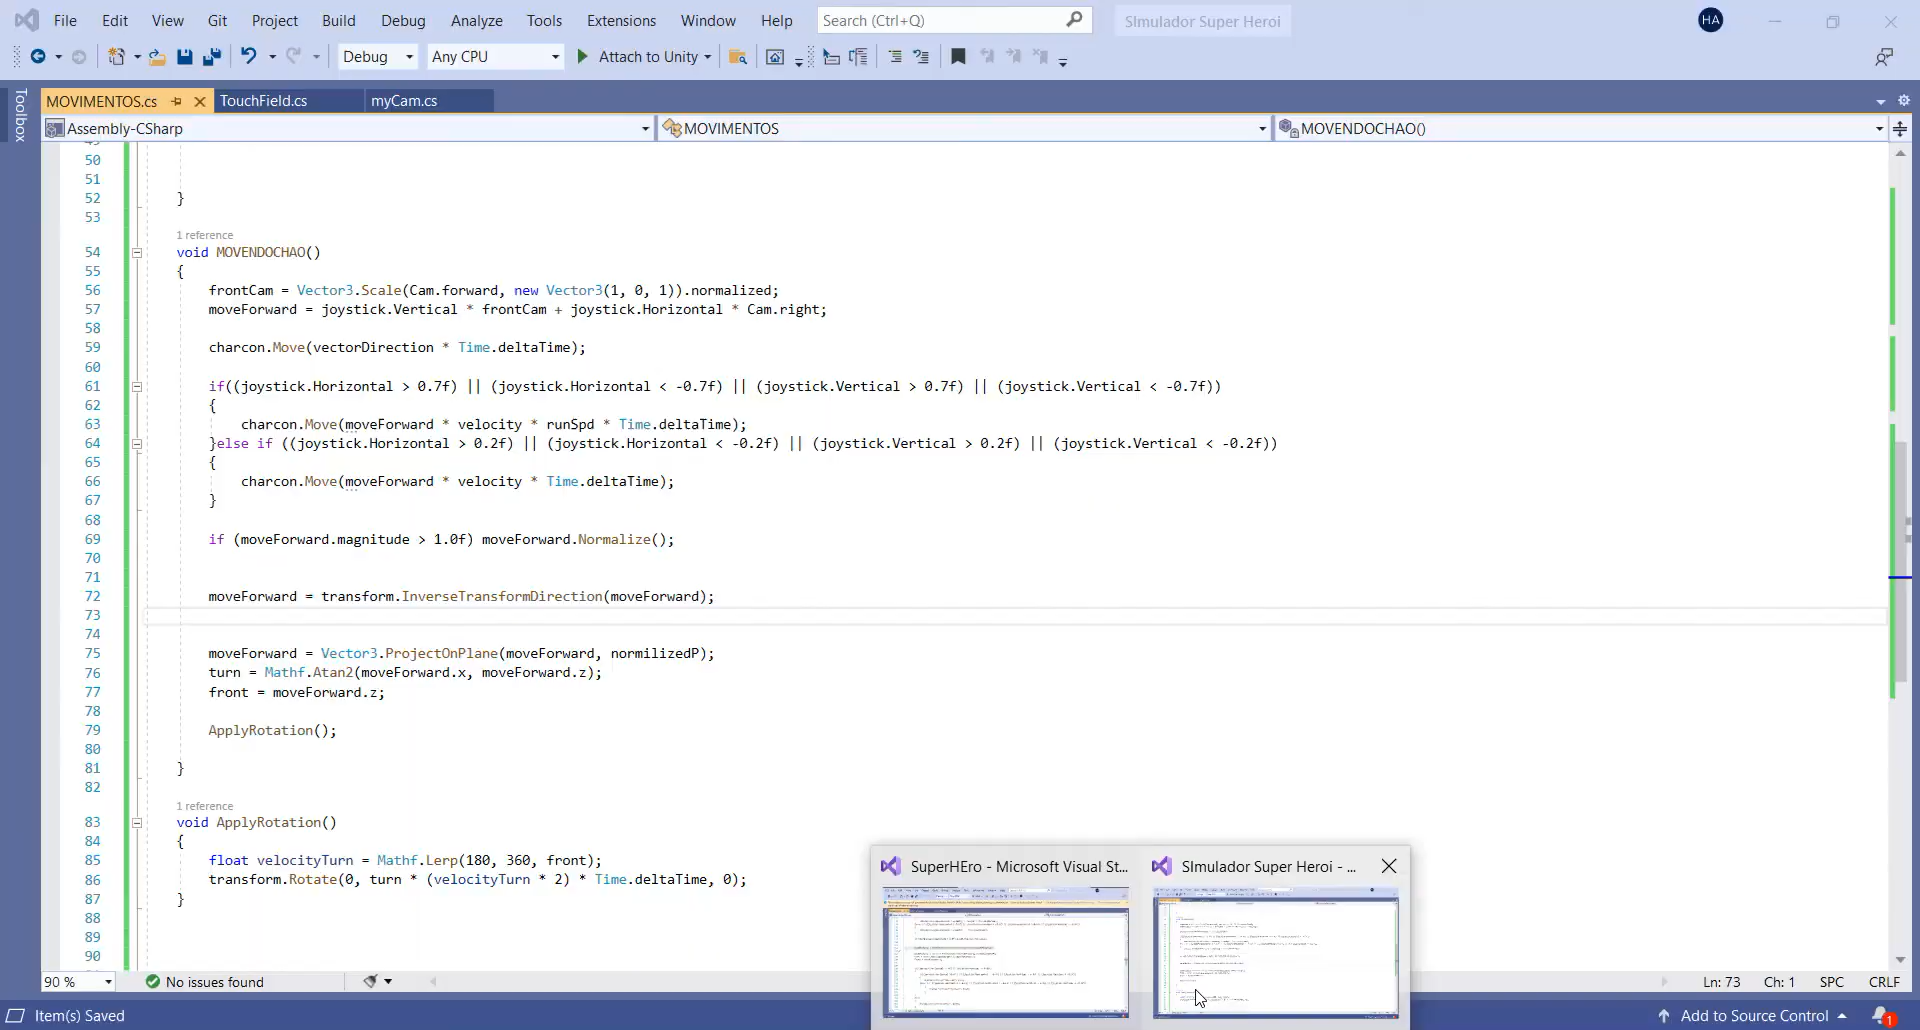 File Edit View Git Project Build Debug Analyze Tools Extensions Window Help Search (Ctrl+Q) SImulador Super Heroi HA
Debug Any CPU Attach to Unity
Toolbox
MOVIMENTOS.cs TouchField.cs myCam.cs
Assembly-CSharp MOVIMENTOS MOVENDOCHAO()
50
51
52 }
53
1 reference
54 void MOVENDOCHAO()
55 {
56 frontCam = Vector3.Scale(Cam.forward, new Vector3(1, 0, 1)).normalized;
57 moveForward = joystick.Vertical * frontCam + joystick.Horizontal * Cam.right;
58
59 charcon.Move(vectorDirection * Time.deltaTime);
60
61 if((joystick.Horizontal > 0.7f) || (joystick.Horizontal < -0.7f) || (joystick.Vertical > 0.7f) || (joystick.Vertical < -0.7f))
62 {
63 charcon.Move(moveForward * velocity * runSpd * Time.deltaTime);
64 }else if ((joystick.Horizontal > 0.2f) || (joystick.Horizontal < -0.2f) || (joystick.Vertical > 0.2f) || (joystick.Vertical < -0.2f))
65 {
66 charcon.Move(moveForward * velocity * Time.deltaTime);
67 }
68
69 if (moveForward.magnitude > 1.0f) moveForward.Normalize();
70
71
72 moveForward = transform.InverseTransformDirection(moveForward);
73
74
75 moveForward = Vector3.ProjectOnPlane(moveForward, normilizedP);
76 turn = Mathf.Atan2(moveForward.x, moveForward.z);
77 front = moveForward.z;
78
79 ApplyRotation();
80
81 }
82
1 reference
83 void ApplyRotation()
84 {
85 float velocityTurn = Mathf.Lerp(180, 360, front);
86 transform.Rotate(0, turn * (velocityTurn * 2) * Time.deltaTime, 0);
87 }
88
89
90
SuperHEro - Microsoft Visual St... SImulador Super Heroi - ...
90 % No issues found Ln: 73 Ch: 1 SPC CRLF
Item(s) Saved Add to Source Control 1